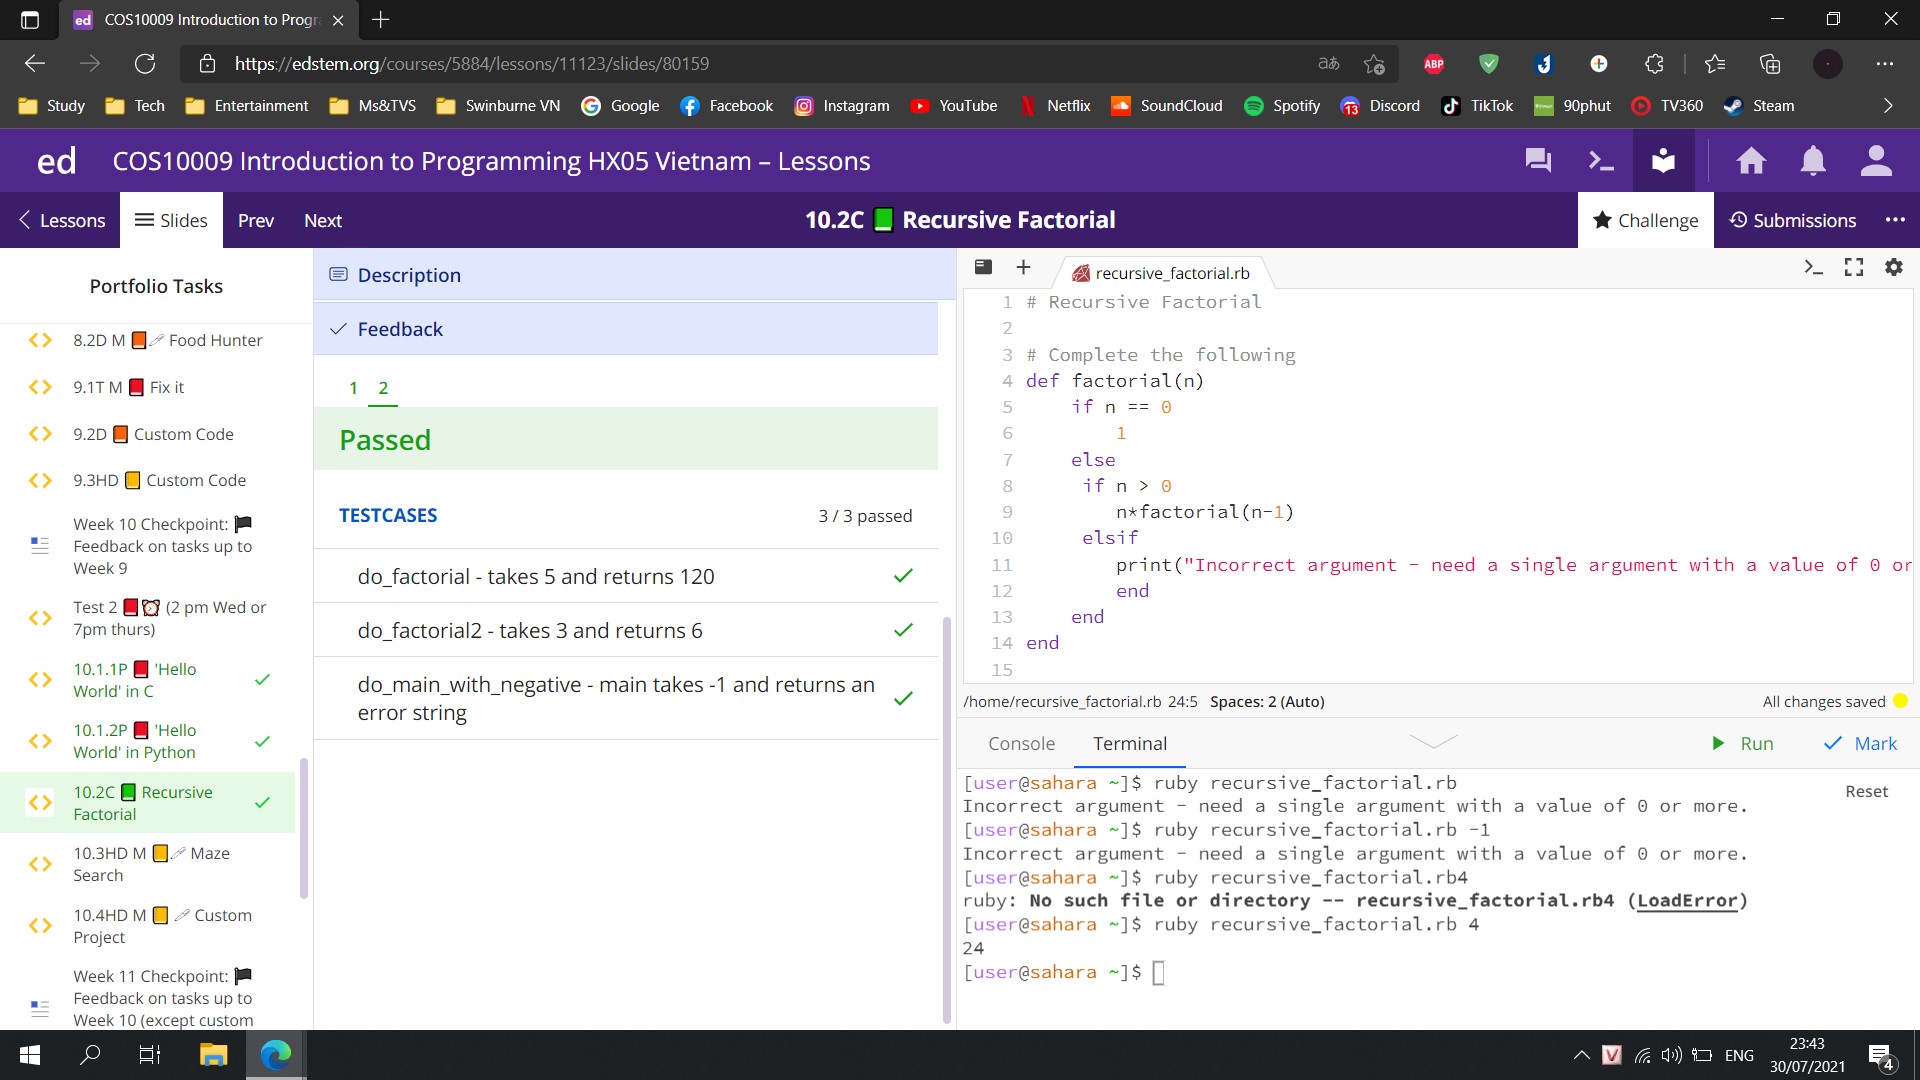 COS10009 Introduction to Progr
https://edstem.org/courses/5884/lessons/11123/slides/80159
ABP
Study Tech Entertainment Ms&TVS Swinburne VN Google Facebook Instagram YouTube Netflix SoundCloud Spotify 13 Discord TikTok 90phut TV360 Steam
ed COS10009 Introduction to Programming HX05 Vietnam – Lessons
Lessons Slides Prev Next 10.2C Recursive Factorial Challenge Submissions
Portfolio Tasks
8.2D M Food Hunter
9.1T M Fix it
9.2D Custom Code
9.3HD Custom Code
Week 10 Checkpoint:
Feedback on tasks up to
Week 9
Test 2 (2 pm Wed or
7pm thurs)
10.1.1P 'Hello
World' in C
10.1.2P 'Hello
World' in Python
10.2C Recursive
Factorial
10.3HD M Maze
Search
10.4HD M Custom
Project
Week 11 Checkpoint:
Feedback on tasks up to
Week 10 (except custom
Description
Feedback
1 2
Passed
TESTCASES 3 / 3 passed
do_factorial - takes 5 and returns 120
do_factorial2 - takes 3 and returns 6
do_main_with_negative - main takes -1 and returns an
error string
recursive_factorial.rb
1 # Recursive Factorial
2
3 # Complete the following
4 def factorial(n)
5 if n == 0
6 1
7 else
8 if n > 0
9 n*factorial(n-1)
10 elsif
11 print("Incorrect argument - need a single argument with a value of 0 or
12 end
13 end
14 end
15
/home/recursive_factorial.rb 24:5 Spaces: 2 (Auto) All changes saved
Console Terminal Run Mark
Reset
[user@sahara ~]$ ruby recursive_factorial.rb
Incorrect argument - need a single argument with a value of 0 or more.
[user@sahara ~]$ ruby recursive_factorial.rb -1
Incorrect argument - need a single argument with a value of 0 or more.
[user@sahara ~]$ ruby recursive_factorial.rb4
ruby: No such file or directory -- recursive_factorial.rb4 (LoadError)
[user@sahara ~]$ ruby recursive_factorial.rb 4
24
[user@sahara ~]$
V ENG 23:43
30/07/2021
4